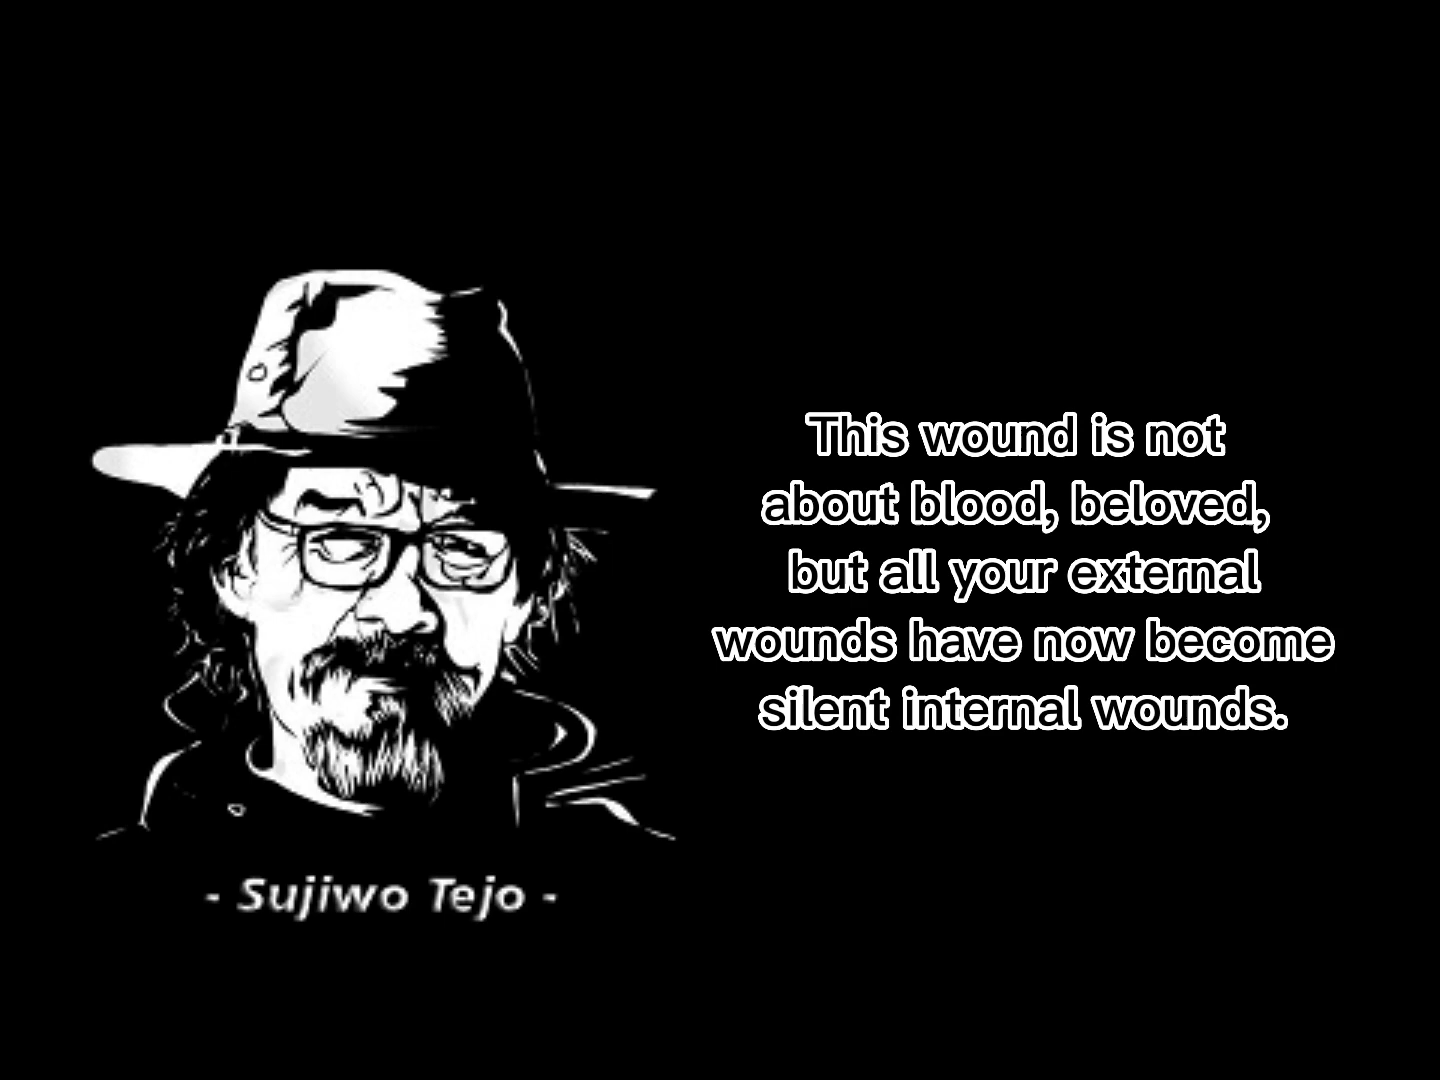 This wound is not
about blood, beloved,
but all your external
wounds have now become
silent internal wounds.
- Sujiwo Tejo -